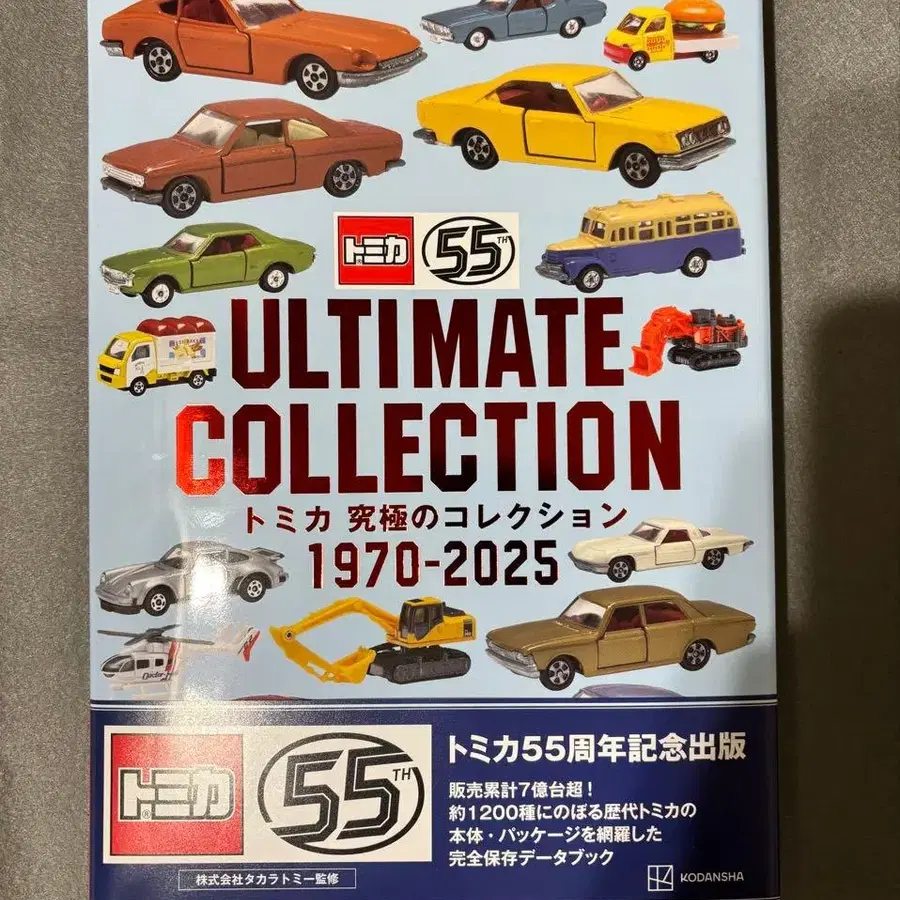 トミカ
55TH
ULTIMATE
COLLECTION
トミカ 究極のコレクション
1970-2025
トミカ®
55TH
トミカ55周年記念出版
販売累計7億台超!
約1200種にのぼる歴代トミカの
本体・パッケージを網羅した
完全保存データブック
株式会社タカラトミー監修
KODANSHA